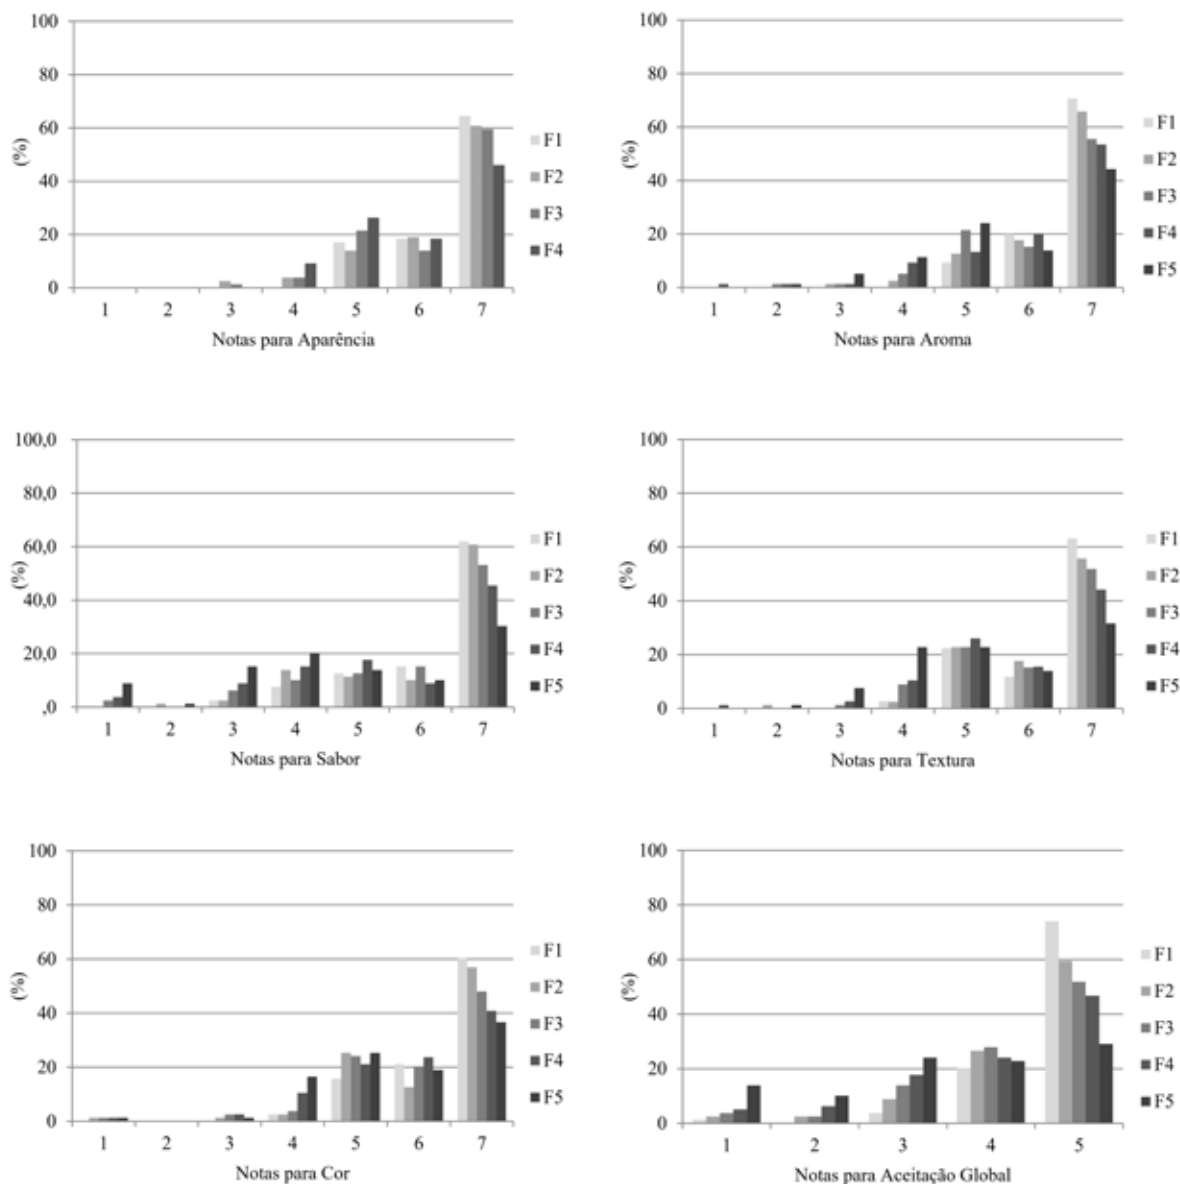 100
80
60
40
20
0
(%)
1 2 3 4 5 6 7
Notas para Aparência
F1
F2
F3
F4
100
80
60
40
20
0
(%)
1 2 3 4 5 6 7
Notas para Aroma
F1
F2
F3
F4
F5
100,0
80,0
60,0
40,0
20,0
,0
(%)
1 2 3 4 5 6 7
Notas para Sabor
F1
F2
F3
F4
F5
100
80
60
40
20
0
(%)
1 2 3 4 5 6 7
Notas para Textura
F1
F2
F3
F4
F5
100
80
60
40
20
0
(%)
1 2 3 4 5 6 7
Notas para Cor
F1
F2
F3
F4
F5
100
80
60
40
20
0
(%)
1 2 3 4 5
Notas para Aceitação Global
F1
F2
F3
F4
F5